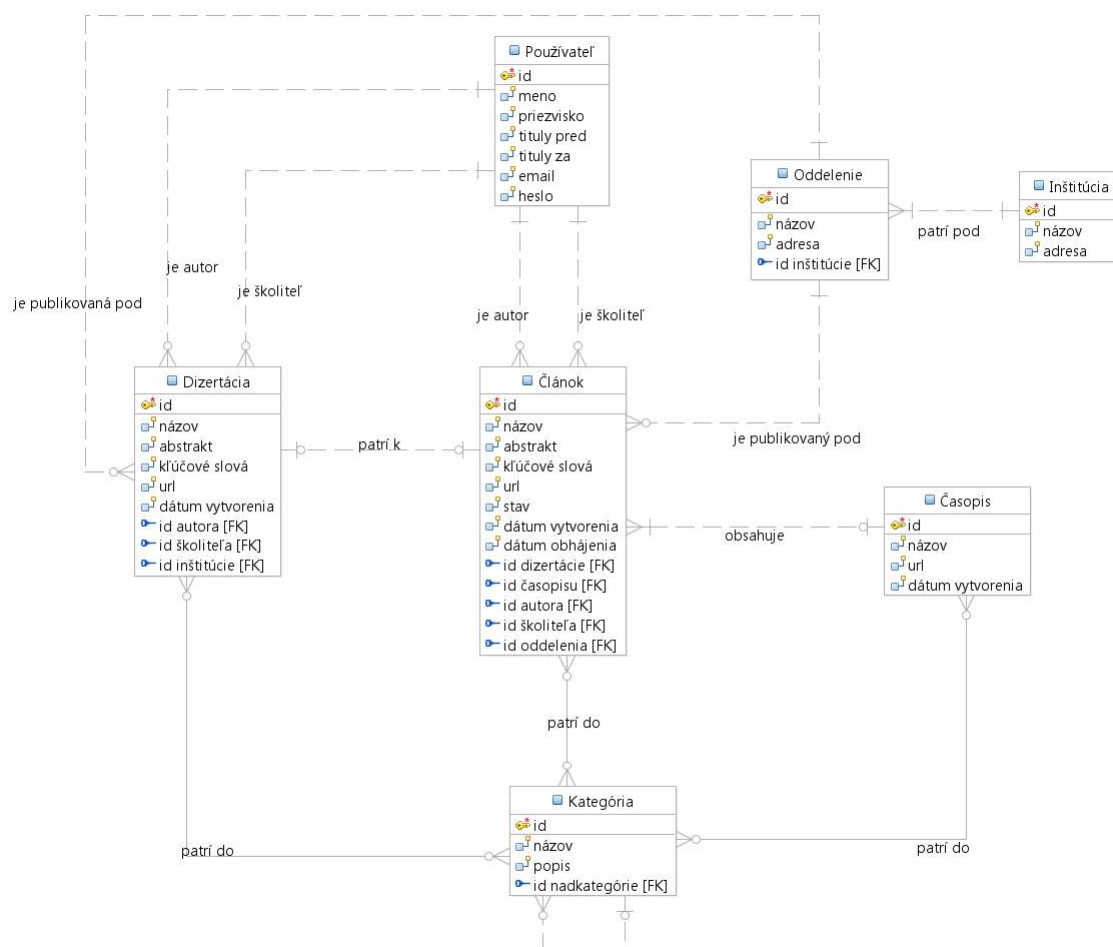 Používateľ
id
meno
priezvisko
tituly pred
tituly za
email
heslo
Oddelenie
id
názov
adresa
id inštitúcie [FK]
patrí pod
Inštitúcia
id
názov
adresa
je autor
je školiteľ
je publikovaná pod
je autor
je školiteľ
je publikovaný pod
Dizertácia
id
názov
abstrakt
kľúčové slová
url
dátum vytvorenia
id autora [FK]
id školiteľa [FK]
id inštitúcie [FK]
patrí k
Článok
id
názov
abstrakt
kľúčové slová
url
stav
dátum vytvorenia
dátum obhájenia
id dizertácie [FK]
id časopisu [FK]
id autora [FK]
id školiteľa [FK]
id oddelenia [FK]
obsahuje
Časopis
id
názov
url
dátum vytvorenia
patrí do
patrí do
patrí do
Kategória
id
názov
popis
id nadkategórie [FK]